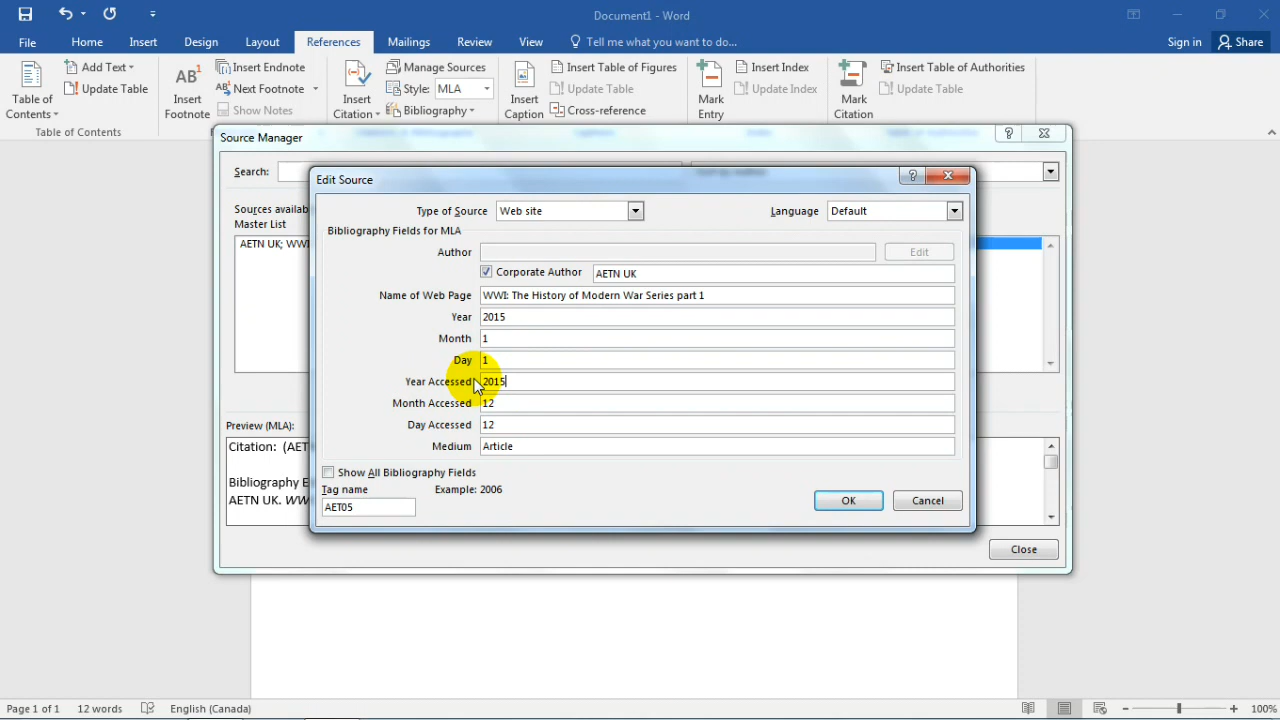 Document1 - Word
File Home Insert Design Layout References Mailings Review View Tell me what you want to do... Sign in Share
Table of Contents
Add Text
Update Table
Table of Contents
AB1
Insert Footnote
Insert Endnote
Next Footnote
Show Notes
Insert Citation
Manage Sources
Style: MLA
Bibliography
Insert Caption
Insert Table of Figures
Update Table
Cross-reference
Mark Entry
Insert Index
Update Index
Mark Citation
Insert Table of Authorities
Update Table
Source Manager
Search:
Sources availab
Master List
AETN UK; WWI
Preview (MLA):
Citation: (AET
Bibliography E
AETN UK. WW
Close
Edit Source
Type of Source Web site Language Default
Bibliography Fields for MLA
Author Edit
Corporate Author AETN UK
Name of Web Page WWI: The History of Modern War Series part 1
Year 2015
Month 1
Day 1
Year Accessed 2015
Month Accessed 12
Day Accessed 12
Medium Article
Show All Bibliography Fields
Tag name Example: 2006
AET05
OK Cancel
Page 1 of 1 12 words English (Canada) 100%